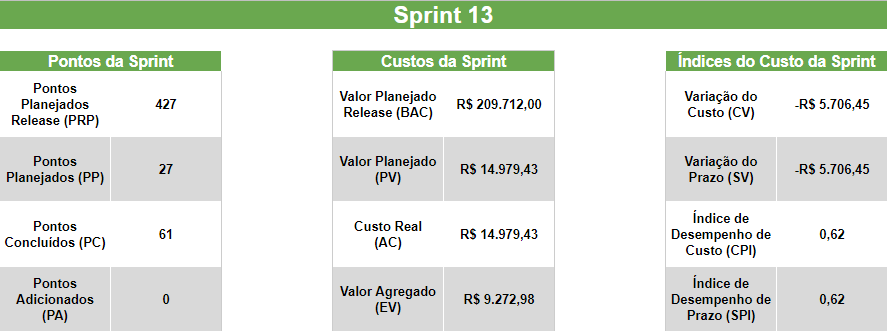 Sprint 13
Pontos da Sprint
Pontos
Planejados
Release (PRP)
427
Pontos
Planejados (PP)
27
Pontos
Concluídos (PC)
61
Pontos
Adicionados
(PA)
0
Custos da Sprint
Valor Planejado
Release (BAC)
R$ 209.712,00
Valor Planejado
(PV)
R$ 14.979,43
Custo Real
(AC)
R$ 14.979,43
Valor Agregado
(EV)
R$ 9.272,98
Índices do Custo da Sprint
Variação do
Custo (CV)
-R$ 5.706,45
Variação do
Prazo (SV)
-R$ 5.706,45
Índice de
Desempenho de
Custo (CPI)
0,62
Índice de
Desempenho de
Prazo (SPI)
0,62